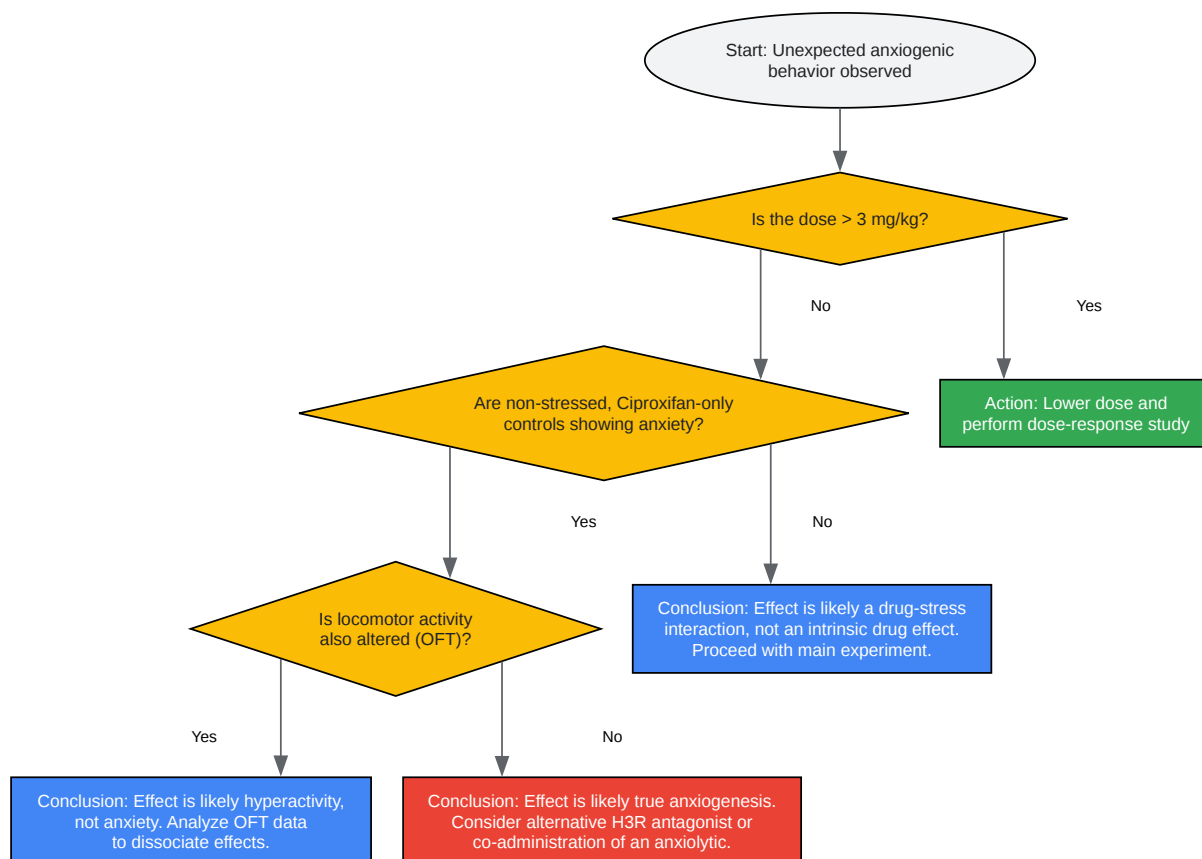 Start: Unexpected anxiogenic
behavior observed
Is the dose > 3 mg/kg?
No
Yes
Are non-stressed, Ciproxifan-only
controls showing anxiety?
Action: Lower dose and
perform dose-response study
Yes
No
Is locomotor activity
also altered (OFT)?
Conclusion: Effect is likely a drug-stress
interaction, not an intrinsic drug effect.
Proceed with main experiment.
Yes
No
Conclusion: Effect is likely hyperactivity,
not anxiety. Analyze OFT data
to dissociate effects.
Conclusion: Effect is likely true anxiogenesis.
Consider alternative H3R antagonist or
co-administration of an anxiolytic.